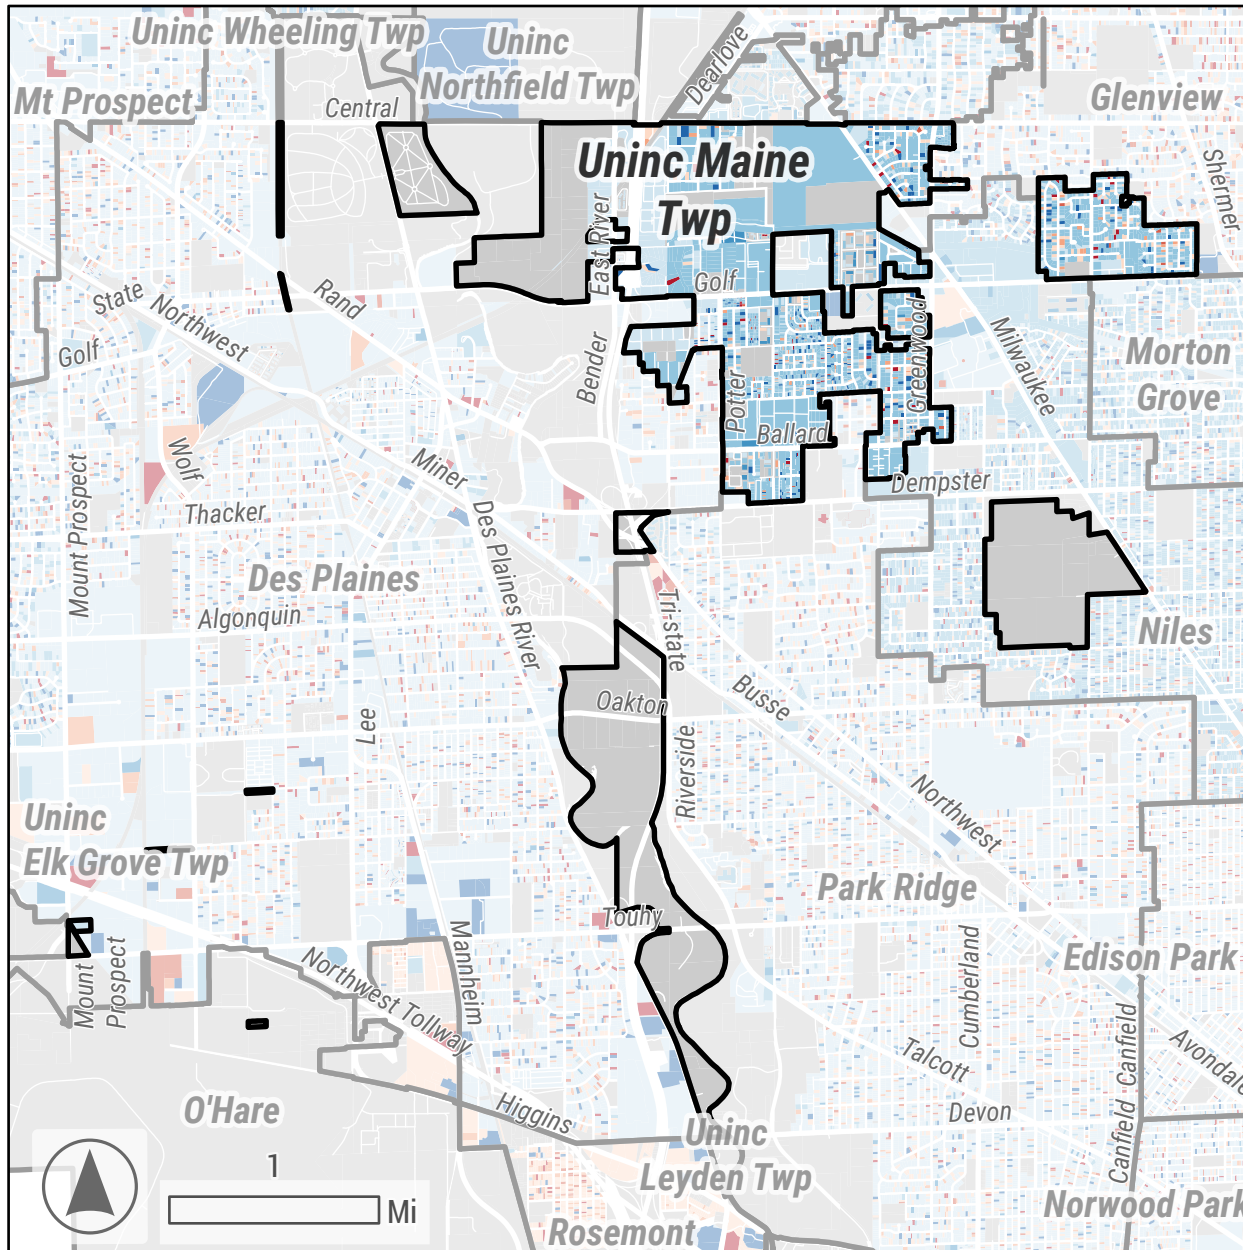 Uninc Wheeling Twp
Uninc
Northfield Twp
Dearlove
Mt Prospect
Central
Glenview
Uninc Maine
Twp
Shermer
East River
Golf
State
Northwest
Rand
Golf
Bender
Greenwood
Milwaukee
Morton
Grove
Potter
Ballard
Wolf
Miner
Dempster
Mount Prospect
Thacker
Des Plaines River
Des Plaines
Algonquin
Tri state
Niles
Oakton
Busse
Lee
Riverside
Northwest
Uninc
Elk Grove Twp
Park Ridge
Touhy
Mannheim
Cumberland
Edison Park
Mount
Prospect
Northwest Tollway
Canfield
Avondale
Talcott
O'Hare
Higgins
Devon
Uninc
Leyden Twp
Canfield
1
Mi
Norwood Park
Rosemont